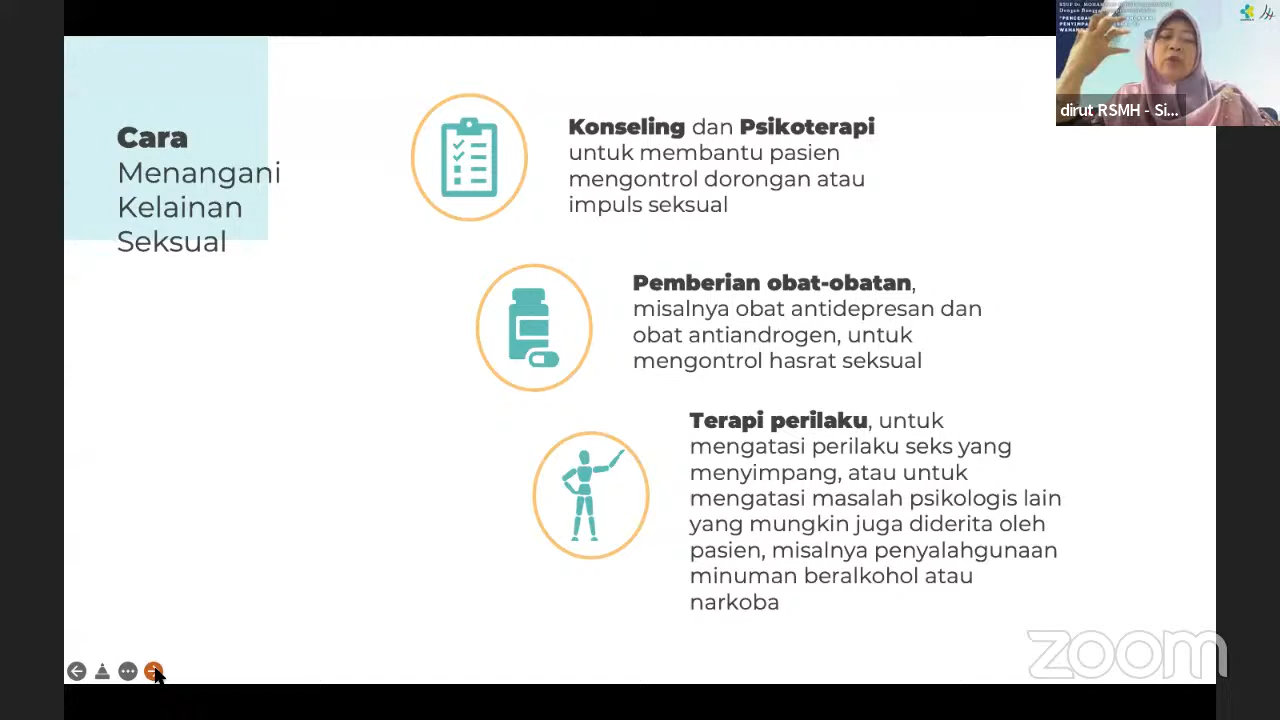 Cara
Menangani
Kelainan
Seksual
Konseling dan Psikoterapi
untuk membantu pasien
mengontrol dorongan atau
impuls seksual
Pemberian obat-obatan,
misalnya obat antidepresan dan
obat antiandrogen, untuk
mengontrol hasrat seksual
Terapi perilaku, untuk
mengatasi perilaku seks yang
menyimpang, atau untuk
mengatasi masalah psikologis lain
yang mungkin juga diderita oleh
pasien, misalnya penyalahgunaan
minuman beralkohol atau
narkoba
dirut RSMH - Si...
zoom